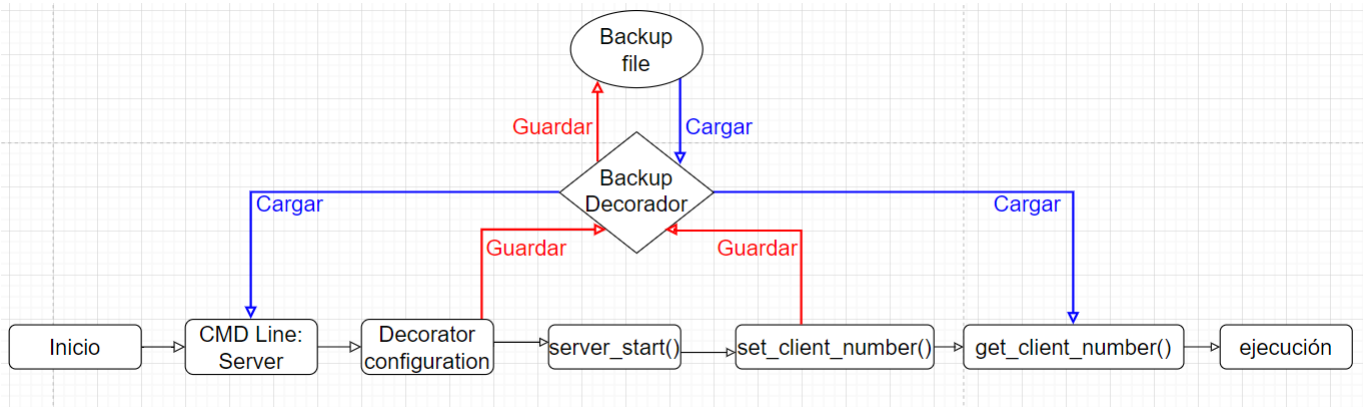 Backup
file
Guardar
Cargar
Backup
Decorador
Cargar
Cargar
Guardar
Guardar
Inicio
CMD Line:
Server
Decorator
configuration
server_start()
set_client_number()
get_client_number()
ejecución